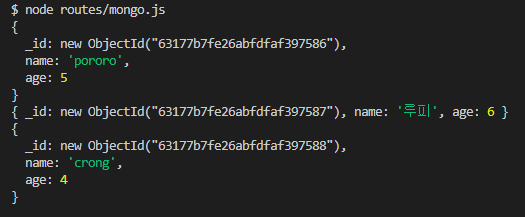 $ node routes/mongo.js
{
  _id: new ObjectId("63177b7fe26abfdfaf397586"),
  name: 'pororo',
  age: 5
}
{ _id: new ObjectId("63177b7fe26abfdfaf397587"), name: '루피', age: 6 }
{
  _id: new ObjectId("63177b7fe26abfdfaf397588"),
  name: 'crong',
  age: 4
}